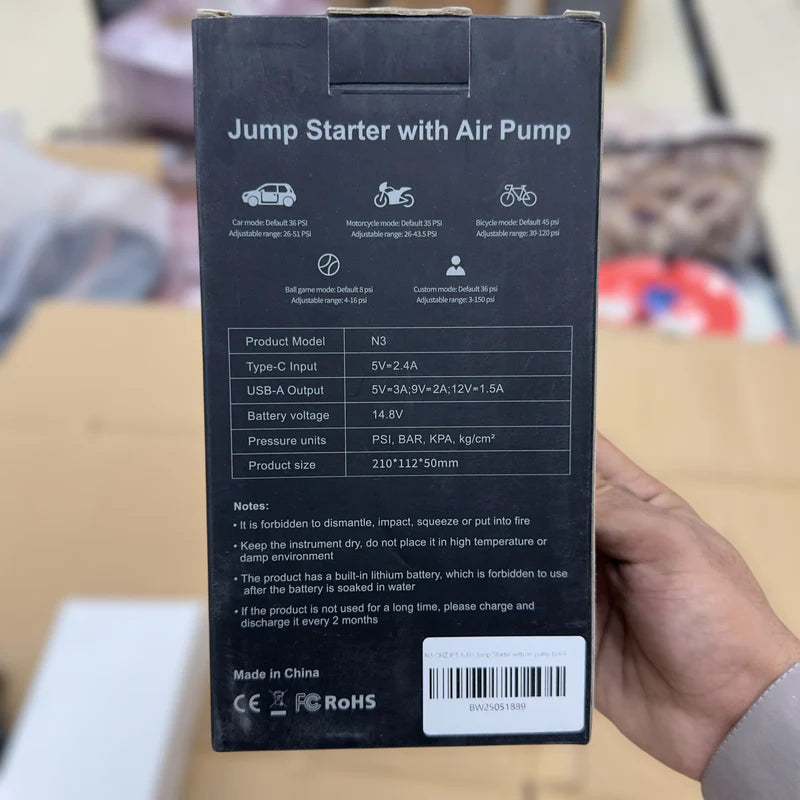 Jump Starter with Air Pump
Car mode: Default 36 PSI
Adjustable range: 26-51 PSI
Motorcycle mode: Default 35 PSI
Adjustable range: 26-43.5 PSI
Bicycle mode: Default 45 psi
Adjustable range: 30-120 psi
Ball game mode: Default 8 psi
Adjustable range: 4-16 psi
Custom mode: Default 36 psi
Adjustable range: 3-150 psi
Product Model N3
Type-C Input 5V=2.4A
USB-A Output 5V=3A;9V=2A;12V=1.5A
Battery voltage 14.8V
Pressure units PSI, BAR, KPA, kg/cm²
Product size 210*112*50mm
Notes:
• It is forbidden to dismantle, impact, squeeze or put into fire
• Keep the instrument dry, do not place it in high temperature or
damp environment
• The product has a built-in lithium battery, which is forbidden to use
after the battery is soaked in water
• If the product is not used for a long time, please charge and
discharge it every 2 months
Made in China
CE FC RoHS
Jump Starter with air pump
BW250S1889